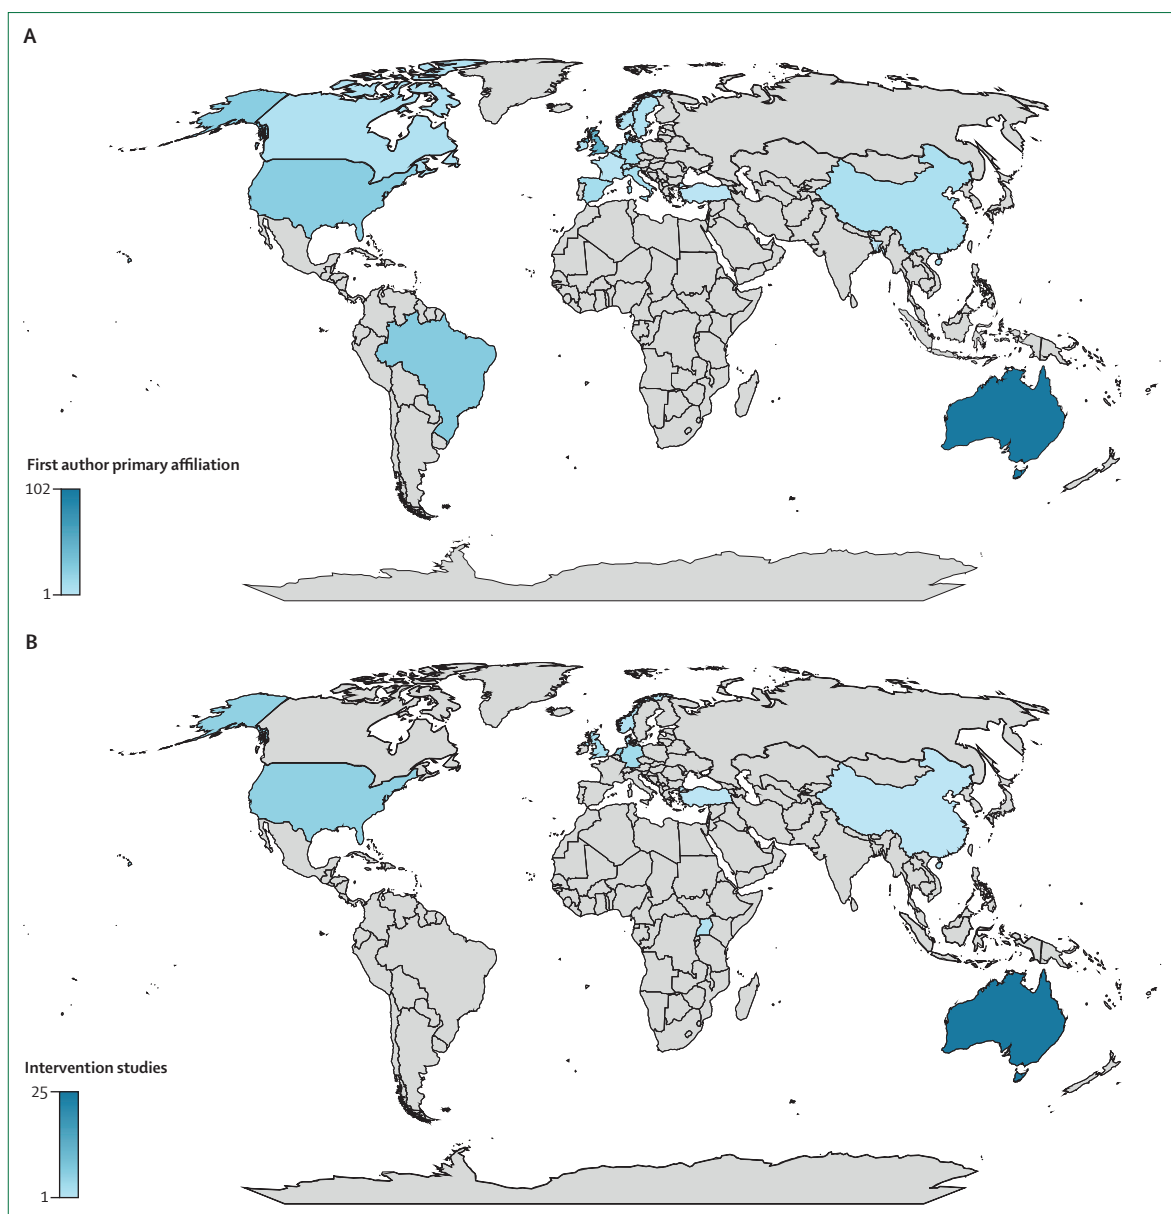 A
First author primary affiliation
102
1
B
Intervention studies
25
1